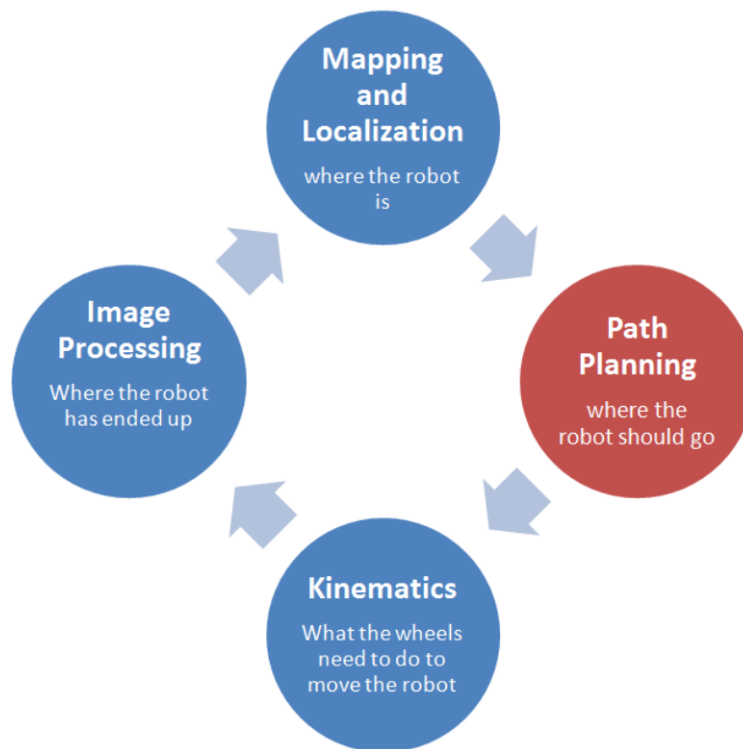 Mapping
and
Localization
where the robot
is
Path
Planning
where the
robot should go
Kinematics
What the wheels
need to do to
move the robot
Image
Processing
Where the robot
has ended up